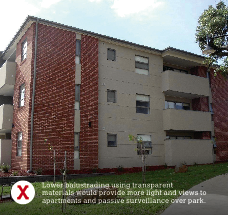 Lower balustrading using transparent
materials would provide more light and views to
apartments and passive surveillance over park.